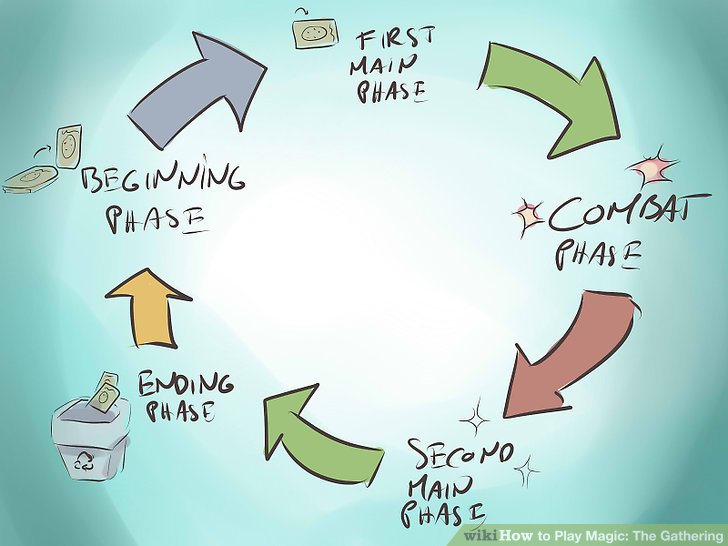 FIRST
MAIN
PHASE
BEGINNING
PHASE
COMBAT
PHASE
ENDING
PHASE
SECOND
MAIN
PHASE
wikiHow to Play Magic: The Gathering